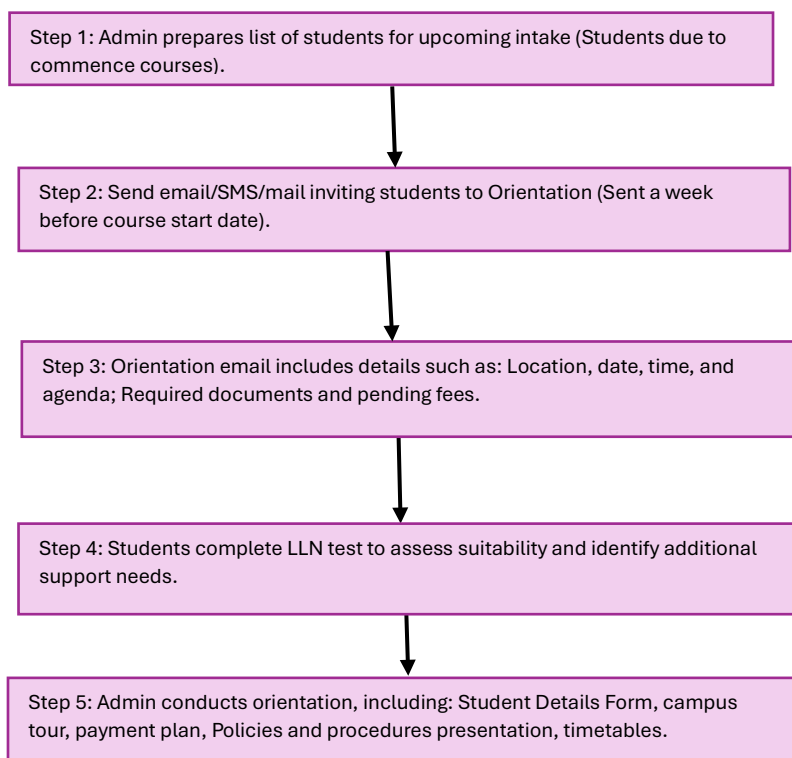 Step 1: Admin prepares list of students for upcoming intake (Students due to
commence courses).
Step 2: Send email/SMS/mail inviting students to Orientation (Sent a week
before course start date).
Step 3: Orientation email includes details such as: Location, date, time, and
agenda; Required documents and pending fees.
Step 4: Students complete LLN test to assess suitability and identify additional
support needs.
Step 5: Admin conducts orientation, including: Student Details Form, campus
tour, payment plan, Policies and procedures presentation, timetables.